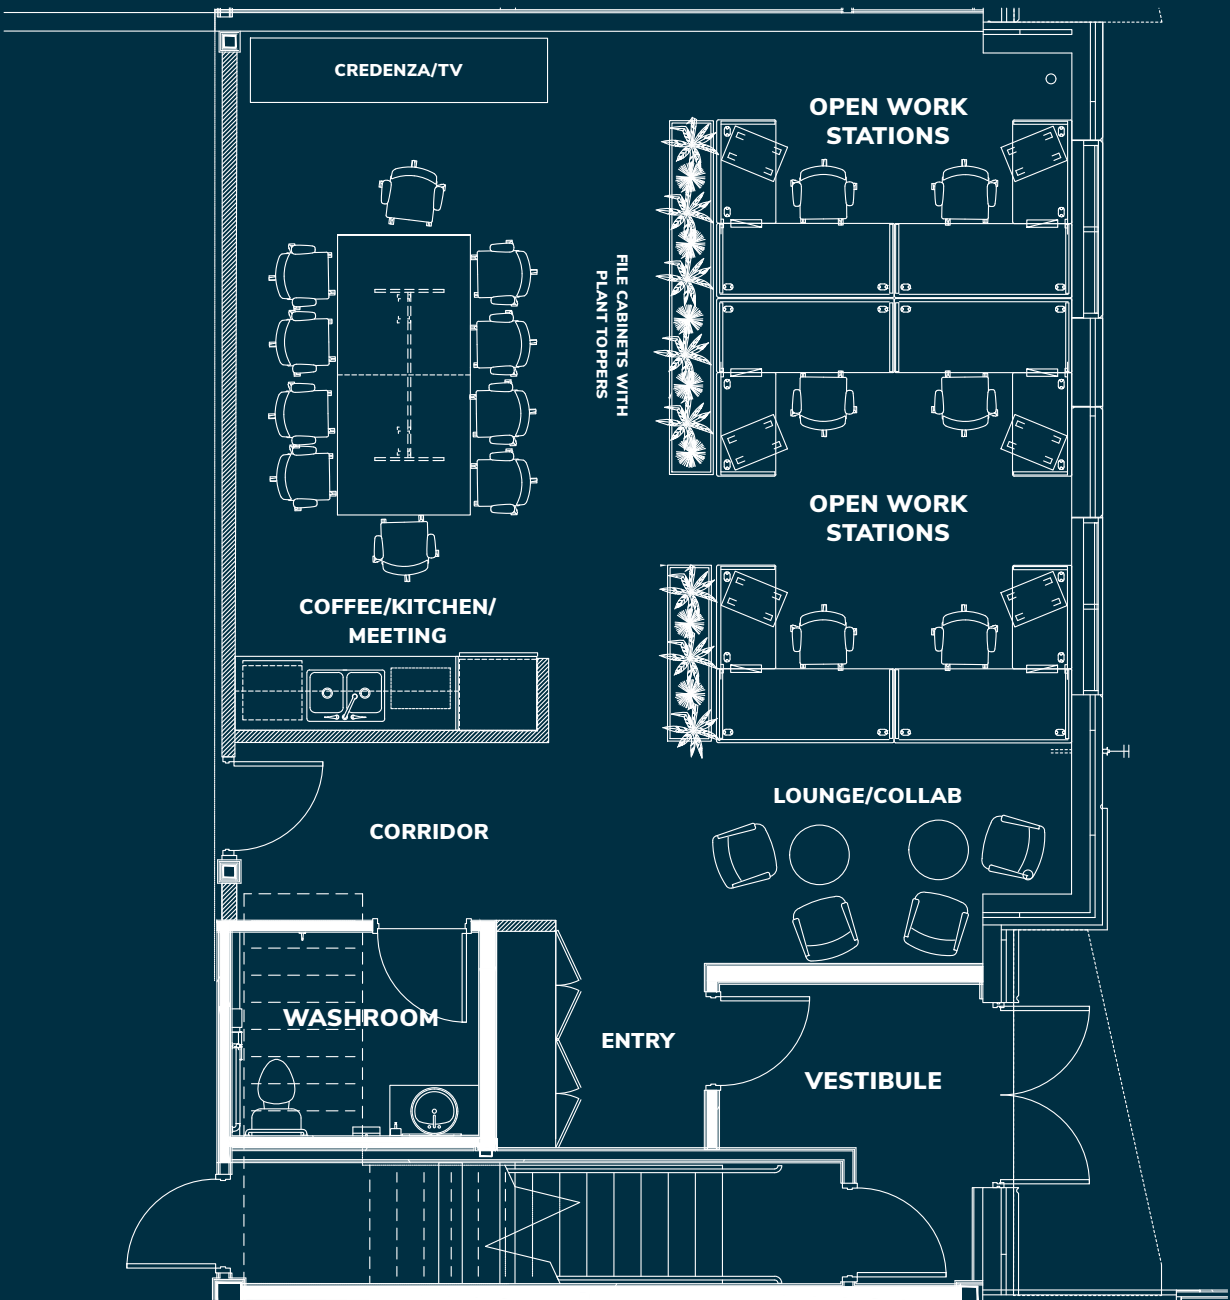 CREDENZA/TV
OPEN WORK
STATIONS
FILE CABINETS WITH
PLANT TOPPERS
OPEN WORK
STATIONS
COFFEE/KITCHEN/
MEETING
LOUNGE/COLLAB
CORRIDOR
WASHROOM
ENTRY
VESTIBULE